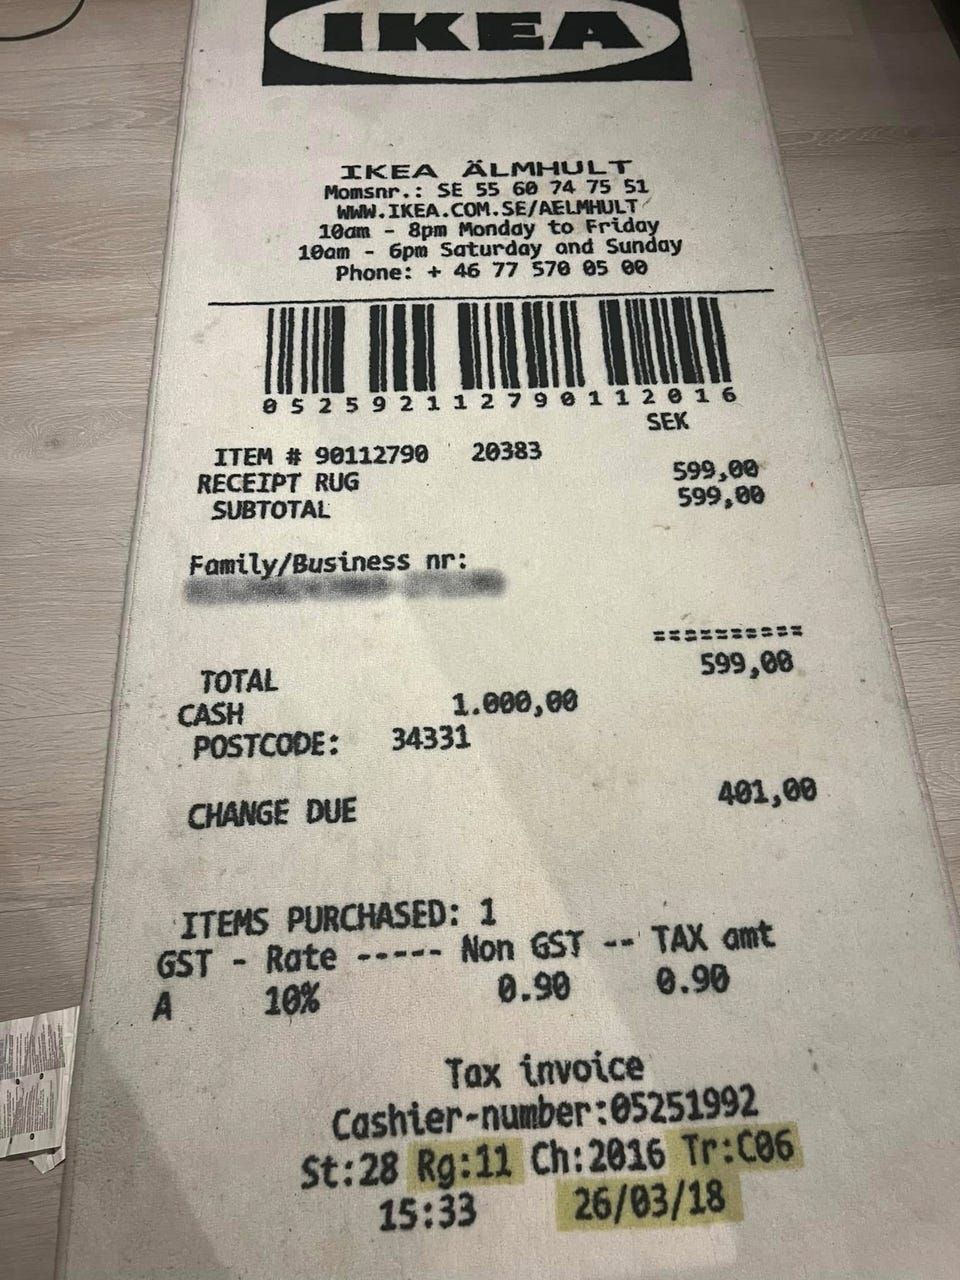 IKEA
IKEA ÄLMHULT
Momsnr.: SE 55 60 74 75 51
WWW.IKEA.COM.SE/AELMHULT
10am - 8pm Monday to Friday
10am - 6pm Saturday and Sunday
Phone: + 46 77 570 05 00
052592112790112016
SEK
ITEM # 90112790 20383
RECEIPT RUG 599,00
SUBTOTAL 599,00
Family/Business nr:
==========
TOTAL 599,00
CASH 1.000,00
POSTCODE: 34331
CHANGE DUE 401,00
ITEMS PURCHASED: 1
GST - Rate ----- Non GST -- TAX amt
A 10% 0.90 0.90
Tax invoice
Cashier-number:05251992
St:28 Rg:11 Ch:2016 Tr:C06
15:33 26/03/18